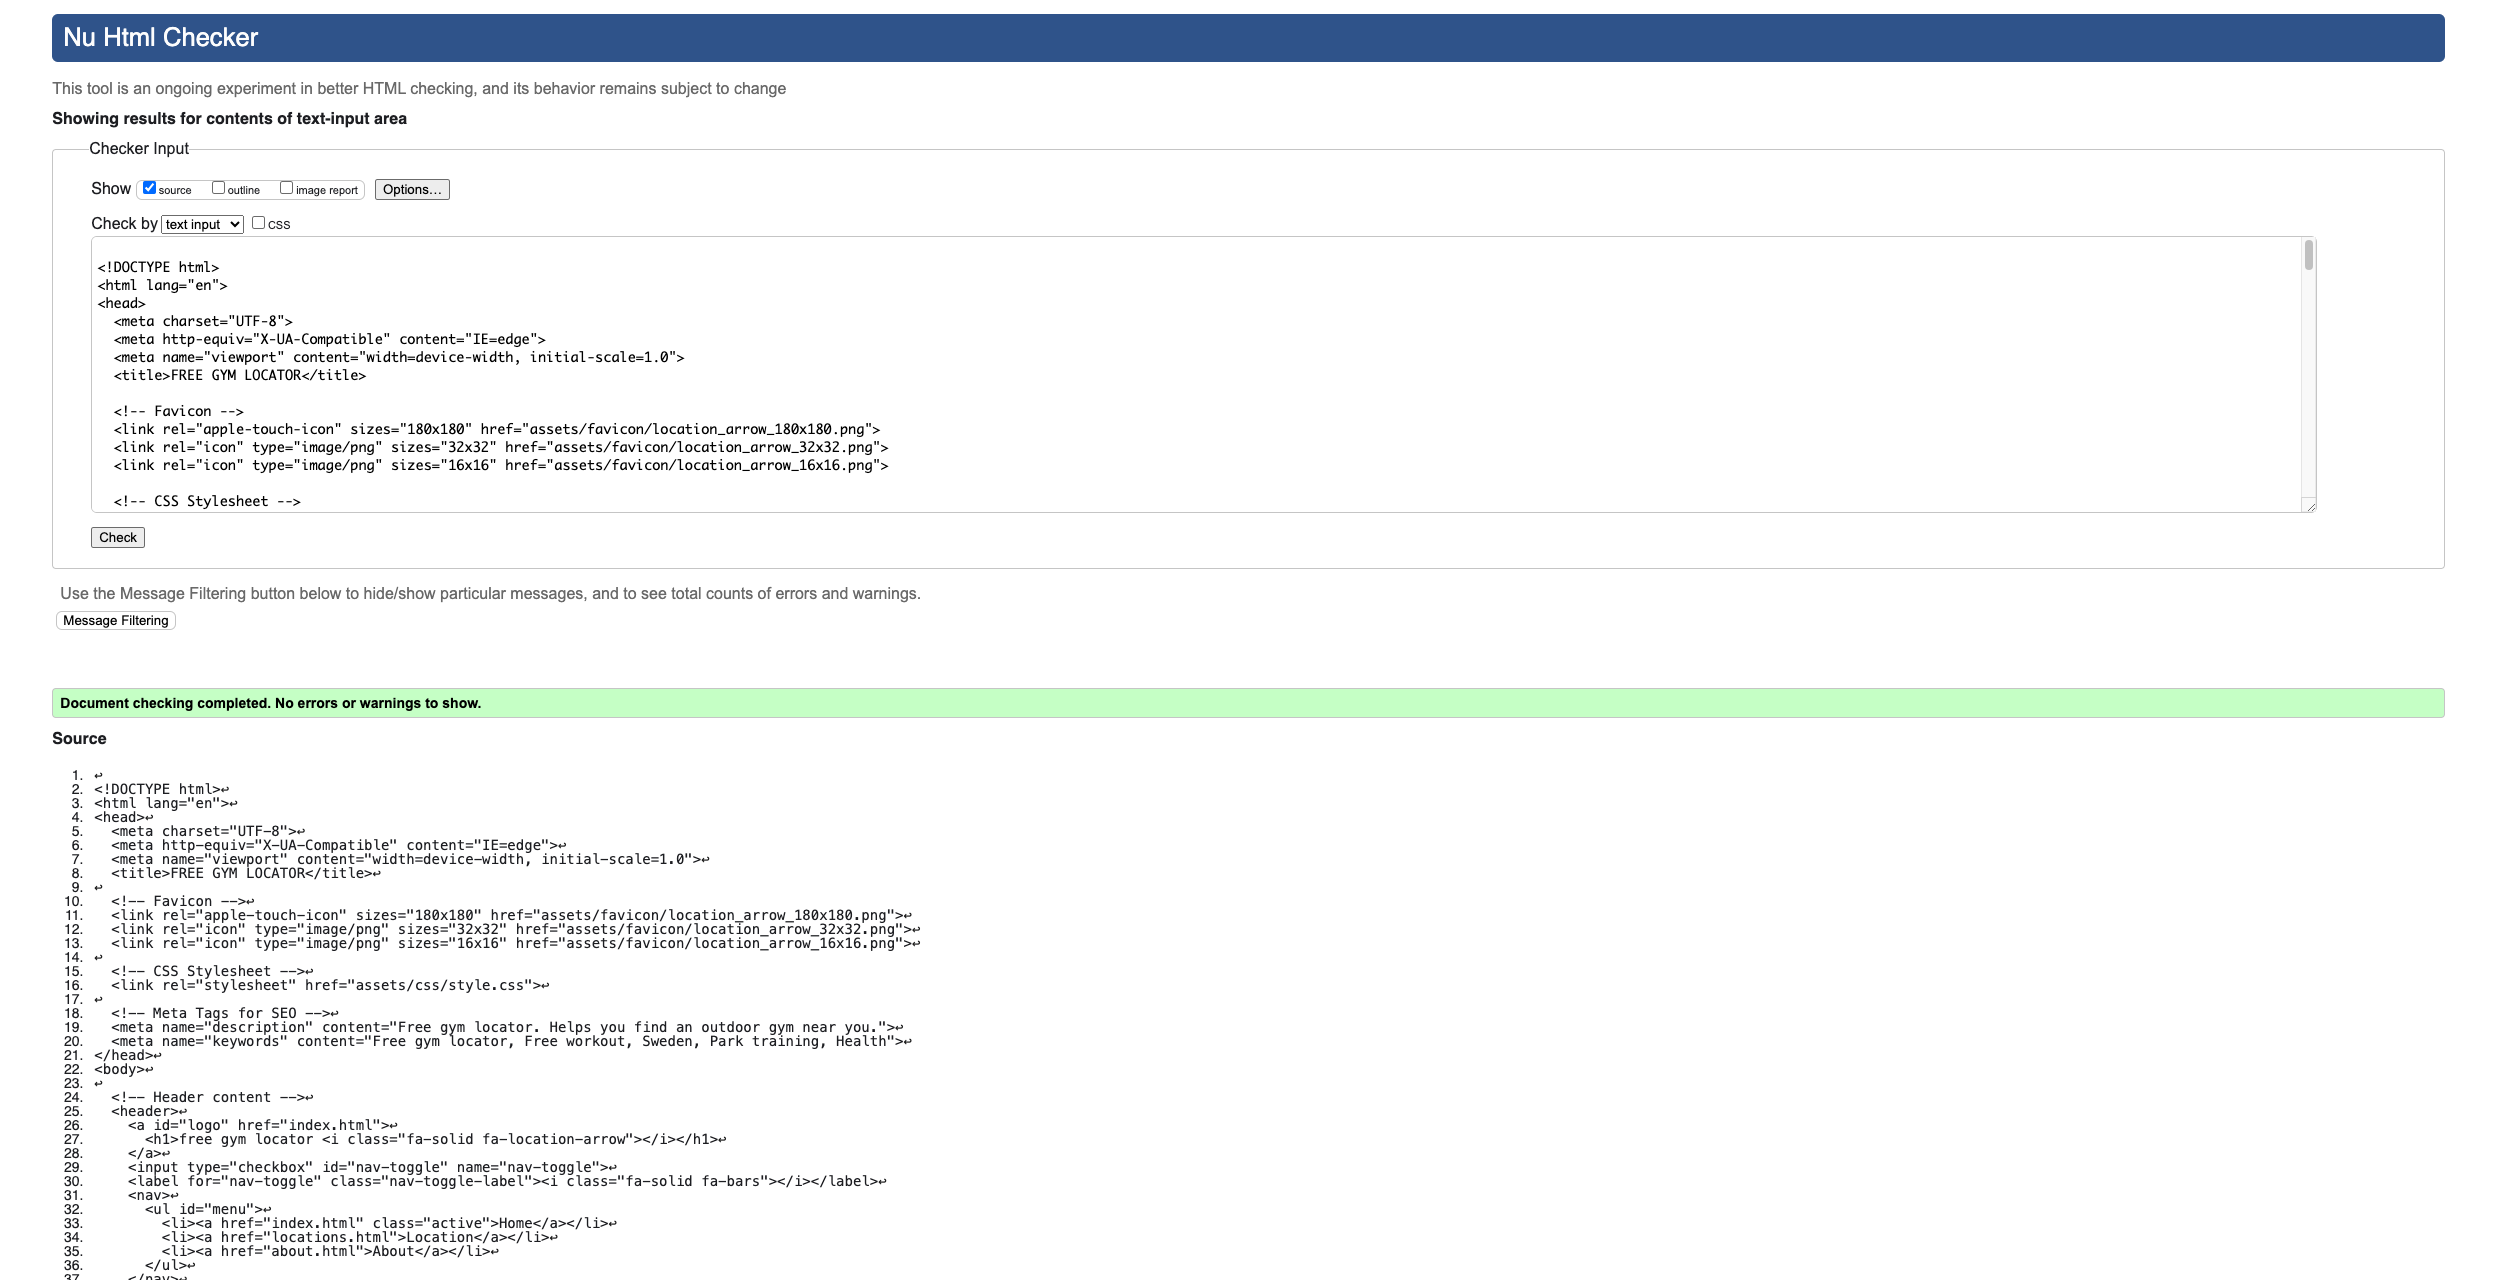 Nu Html Checker
This tool is an ongoing experiment in better HTML checking, and its behavior remains subject to change
Showing results for contents of text-input area
Checker Input
Show source outline image report Options...
Check by text input CSS
<!DOCTYPE html>
<html lang="en">
<head>
  <meta charset="UTF-8">
  <meta http-equiv="X-UA-Compatible" content="IE=edge">
  <meta name="viewport" content="width=device-width, initial-scale=1.0">
  <title>FREE GYM LOCATOR</title>
  <!-- Favicon -->
  <link rel="apple-touch-icon" sizes="180x180" href="assets/favicon/location_arrow_180x180.png">
  <link rel="icon" type="image/png" sizes="32x32" href="assets/favicon/location_arrow_32x32.png">
  <link rel="icon" type="image/png" sizes="16x16" href="assets/favicon/location_arrow_16x16.png">
  <!-- CSS Stylesheet -->
Check
Use the Message Filtering button below to hide/show particular messages, and to see total counts of errors and warnings.
Message Filtering
Document checking completed. No errors or warnings to show.
Source
1. ↩
2. <!DOCTYPE html>↩
3. <html lang="en">↩
4. <head>↩
5.   <meta charset="UTF-8">↩
6.   <meta http-equiv="X-UA-Compatible" content="IE=edge">↩
7.   <meta name="viewport" content="width=device-width, initial-scale=1.0">↩
8.   <title>FREE GYM LOCATOR</title>↩
9. ↩
10.   <!-- Favicon -->↩
11.   <link rel="apple-touch-icon" sizes="180x180" href="assets/favicon/location_arrow_180x180.png">↩
12.   <link rel="icon" type="image/png" sizes="32x32" href="assets/favicon/location_arrow_32x32.png">↩
13.   <link rel="icon" type="image/png" sizes="16x16" href="assets/favicon/location_arrow_16x16.png">↩
14. ↩
15.   <!-- CSS Stylesheet -->↩
16.   <link rel="stylesheet" href="assets/css/style.css">↩
17. ↩
18.   <!-- Meta Tags for SEO -->↩
19.   <meta name="description" content="Free gym locator. Helps you find an outdoor gym near you.">↩
20.   <meta name="keywords" content="Free gym locator, Free workout, Sweden, Park training, Health">↩
21. </head>↩
22. <body>↩
23. ↩
24.   <!-- Header content -->↩
25.   <header>↩
26.     <a id="logo" href="index.html">↩
27.       <h1>free gym locator <i class="fa-solid fa-location-arrow"></i></h1>↩
28.     </a>↩
29.     <input type="checkbox" id="nav-toggle" name="nav-toggle">↩
30.     <label for="nav-toggle" class="nav-toggle-label"><i class="fa-solid fa-bars"></i></label>↩
31.     <nav>↩
32.       <ul id="menu">↩
33.         <li><a href="index.html" class="active">Home</a></li>↩
34.         <li><a href="locations.html">Location</a></li>↩
35.         <li><a href="about.html">About</a></li>↩
36.       </ul>↩
37.     </nav>↩